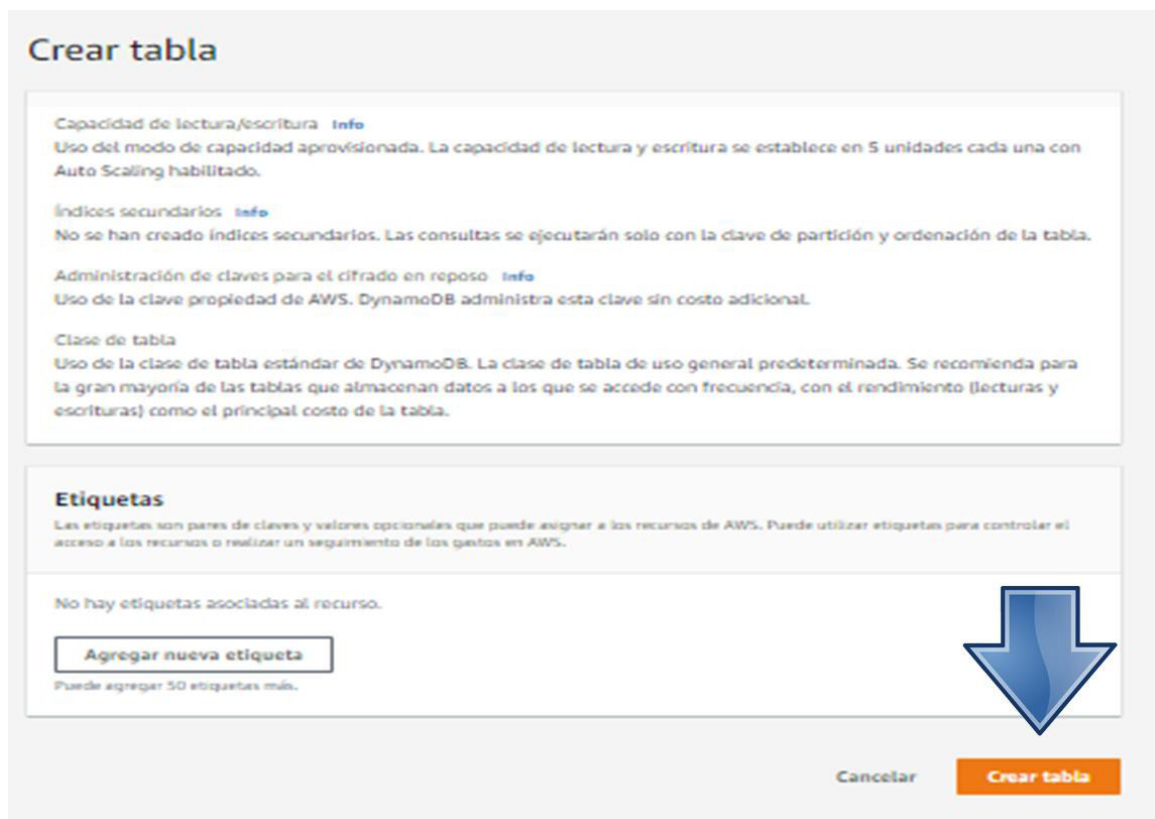 Crear tabla
Capacidad de lectura/escritura Info
Uso del modo de capacidad aprovisionada. La capacidad de lectura y escritura se establece en 5 unidades cada una con
Auto Scaling habilitado.
Índices secundarios Info
No se han creado índices secundarios. Las consultas se ejecutarán solo con la clave de partición y ordenación de la tabla.
Administración de claves para el cifrado en reposo Info
Uso de la clave propiedad de AWS. DynamoDB administra esta clave sin costo adicional.
Clase de tabla
Uso de la clase de tabla estándar de DynamoDB. La clase de tabla de uso general predeterminada. Se recomienda para
la gran mayoría de las tablas que almacenan datos a los que se accede con frecuencia, con el rendimiento (lecturas y
escrituras) como el principal costo de la tabla.
Etiquetas
Las etiquetas son pares de claves y valores opcionales que puede asignar a los recursos de AWS. Puede utilizar etiquetas para controlar el
acceso a los recursos o realizar un seguimiento de los gastos en AWS.
No hay etiquetas asociadas al recurso.
Agregar nueva etiqueta
Puede agregar 50 etiquetas más.
Cancelar Crear tabla